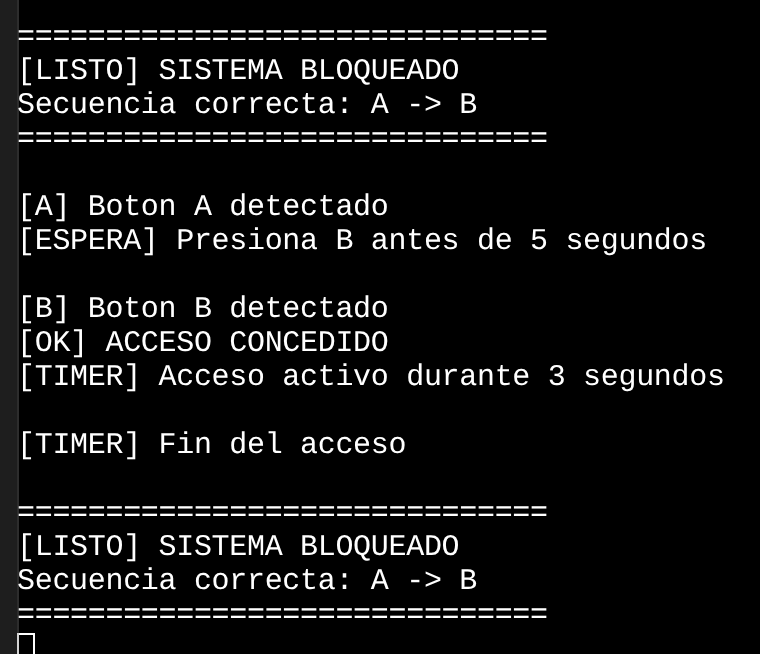 ==============================
[LISTO] SISTEMA BLOQUEADO
Secuencia correcta: A -> B
==============================
[A] Boton A detectado
[ESPERA] Presiona B antes de 5 segundos
[B] Boton B detectado
[OK] ACCESO CONCEDIDO
[TIMER] Acceso activo durante 3 segundos
[TIMER] Fin del acceso
==============================
[LISTO] SISTEMA BLOQUEADO
Secuencia correcta: A -> B
==============================